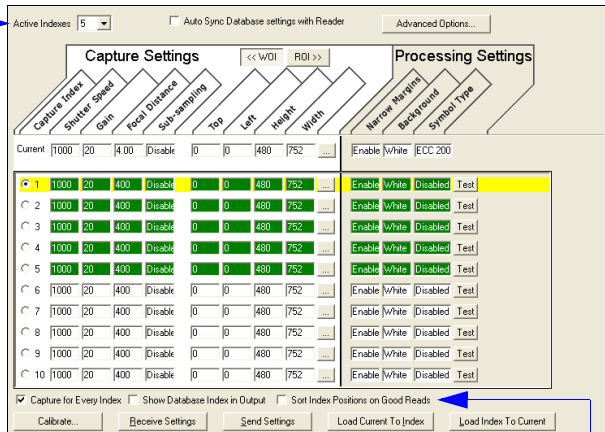 Active Indexes 5 Auto Sync Database settings with Reader Advanced Options...
Capture Settings << WOI ROI >> Processing Settings
Capture Index Shutter Speed Gain Focal Distance Sub-sampling Top Left Height Width Narrow Margins Background Symbol Type
Current 1000 20 4.00 Disable 0 0 480 752 ... Enable White ECC 200
1 1000 20 400 Disable 0 0 480 752 ... Enable White Disabled Test
2 1000 20 400 Disable 0 0 480 752 ... Enable White Disabled Test
3 1000 20 400 Disable 0 0 480 752 ... Enable White Disabled Test
4 1000 20 400 Disable 0 0 480 752 ... Enable White Disabled Test
5 1000 20 400 Disable 0 0 480 752 ... Enable White Disabled Test
6 1000 20 400 Disable 0 0 480 752 ... Enable White Disabled Test
7 1000 20 400 Disable 0 0 480 752 ... Enable White Disabled Test
8 1000 20 400 Disable 0 0 480 752 ... Enable White Disabled Test
9 1000 20 400 Disable 0 0 480 752 ... Enable White Disabled Test
10 1000 20 400 Disable 0 0 480 752 ... Enable White Disabled Test
Capture for Every Index Show Database Index in Output Sort Index Positions on Good Reads
Calibrate... Receive Settings Send Settings Load Current To Index Load Index To Current